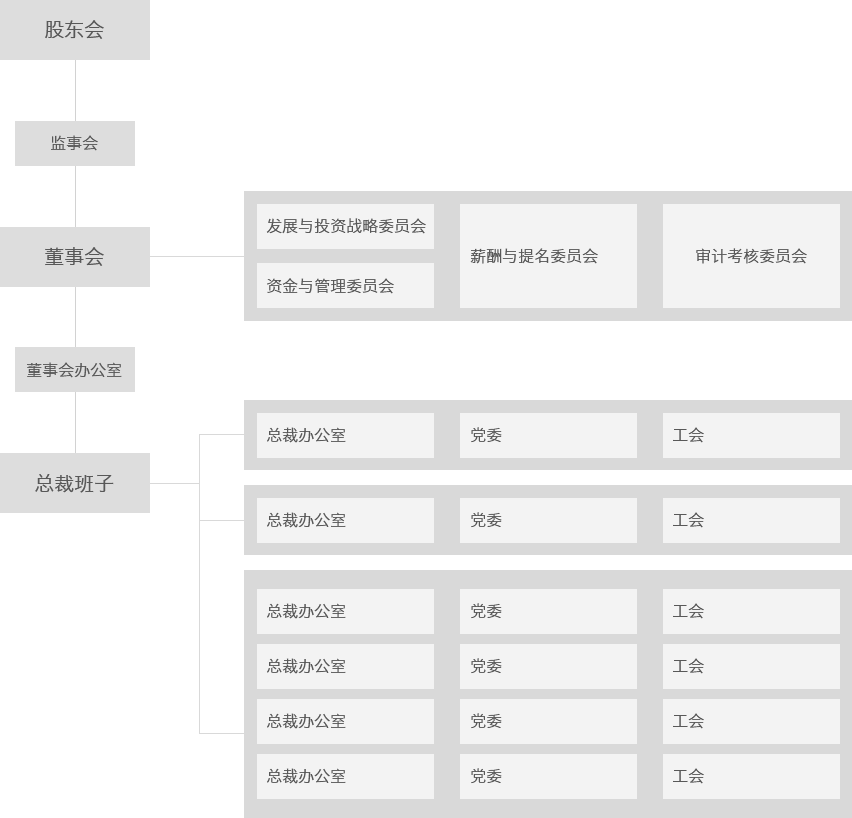 股东会
监事会
董事会
发展与投资战略委员会
资金与管理委员会
薪酬与提名委员会
审计考核委员会
董事会办公室
总裁班子
总裁办公室
党委
工会
总裁办公室
党委
工会
总裁办公室
党委
工会
总裁办公室
党委
工会
总裁办公室
党委
工会
总裁办公室
党委
工会